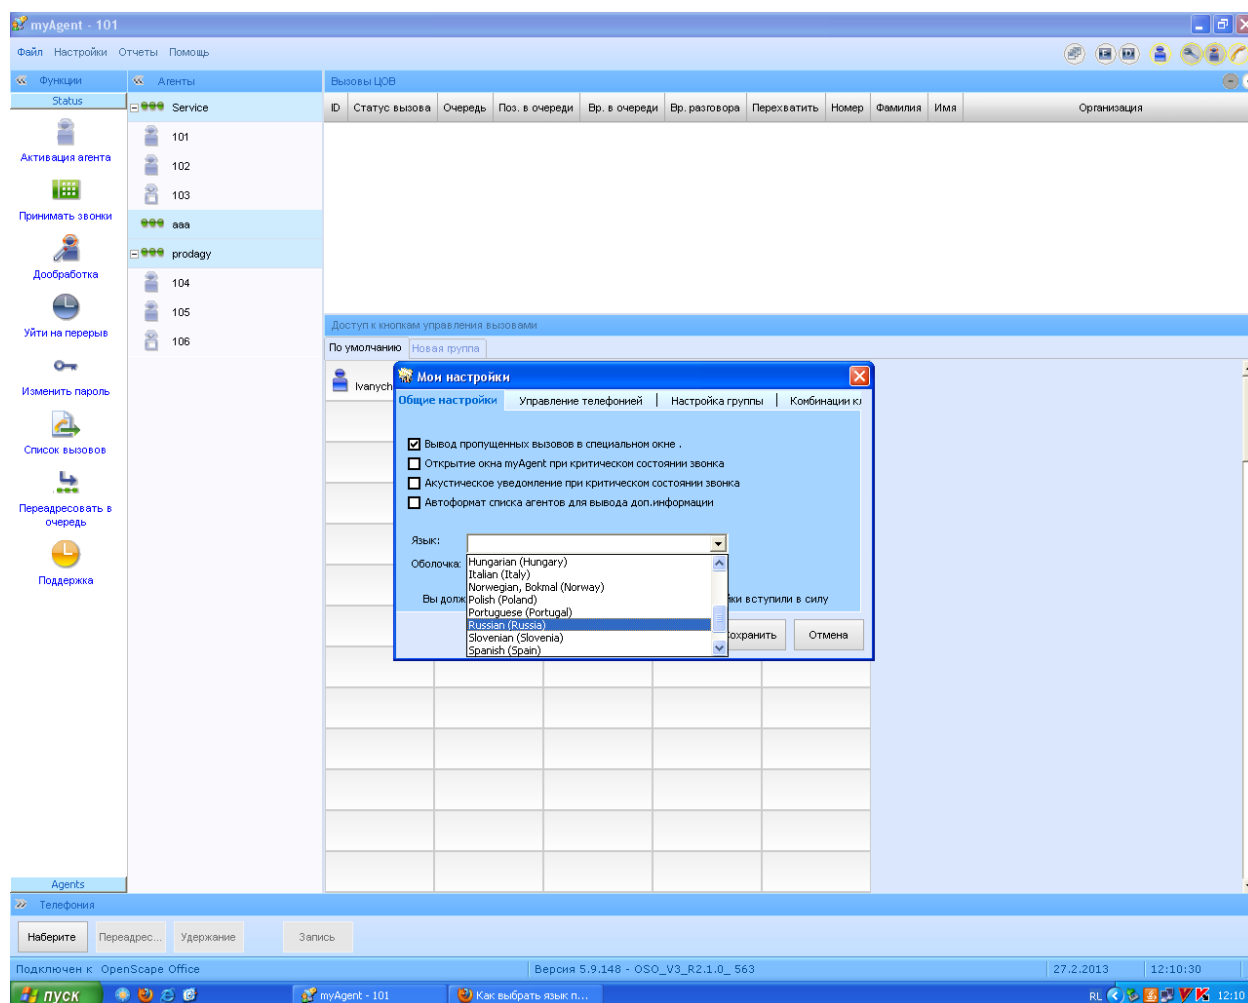 myAgent - 101
Файл Настройки Отчеты Помощь
Функции
Status
Активация агента
Принимать звонки
Дообработка
Уйти на перерыв
Изменить пароль
Список вызовов
Переадресовать в
очередь
Поддержка
Agents
Агенты
Service
101
102
103
aaa
prodagy
104
105
106
Вызовы ЦОВ
ID Статус вызова Очередь Поз. в очереди Вр. в очереди Вр. разговора Перехватить Номер Фамилия Имя Организация
Доступ к кнопкам управления вызовами
По умолчанию Новая группа
Ivanych
Мои настройки
Общие настройки Управление телефонией Настройка группы Комбинации
Вывод пропущенных вызовов в специальном окне .
Открытие окна myAgent при критическом состоянии звонка
Акустическое уведомление при критическом состоянии звонка
Автоформат списка агентов для вывода доп.информации
Язык:
Оболочка:
Hungarian (Hungary)
Italian (Italy)
Norwegian, Bokmal (Norway)
Polish (Poland)
Portuguese (Portugal)
Russian (Russia)
Slovenian (Slovenia)
Spanish (Spain)
Вы вступили в силу
Сохранить Отмена
Телефония
Наберите Переадрес... Удержание Запись
Подключен к OpenScape Office Версия 5.9.148 - OSO_V3_R2.1.0_ 563 27.2.2013 12:10:30
пуск myAgent - 101 Как выбрать язык п... RL 12:10